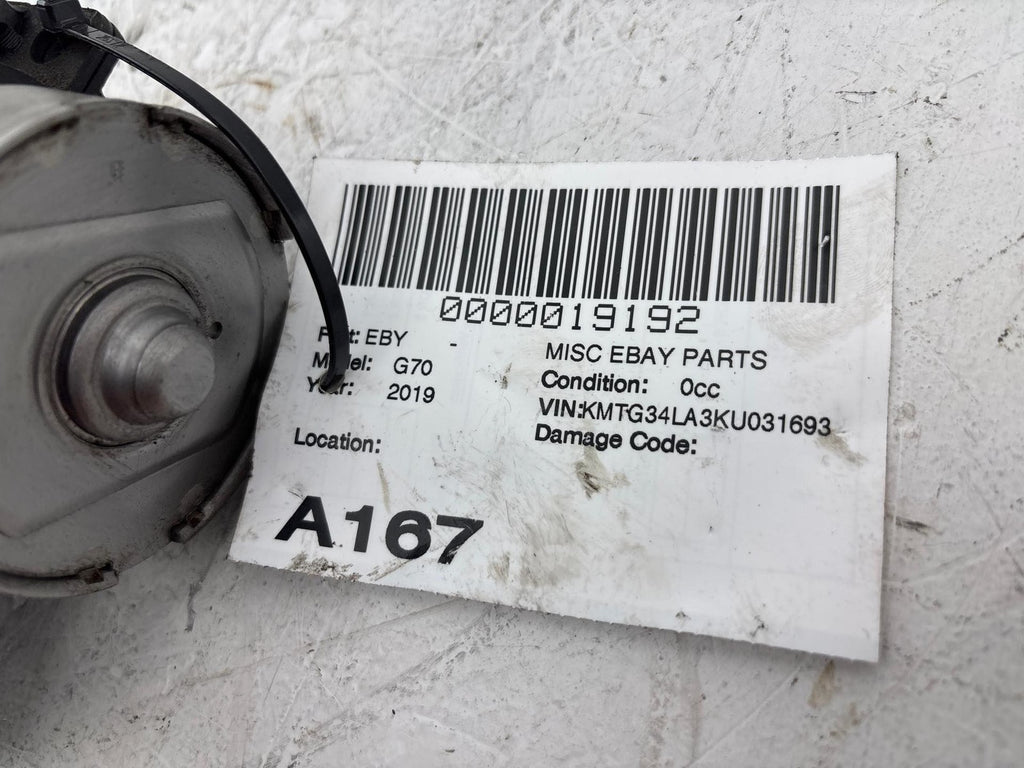 0000019192
Part: EBY - MISC EBAY PARTS
Model: G70 Condition: 0cc
Year: 2019 VIN:KMTG34LA3KU031693
Location: Damage Code:
A167